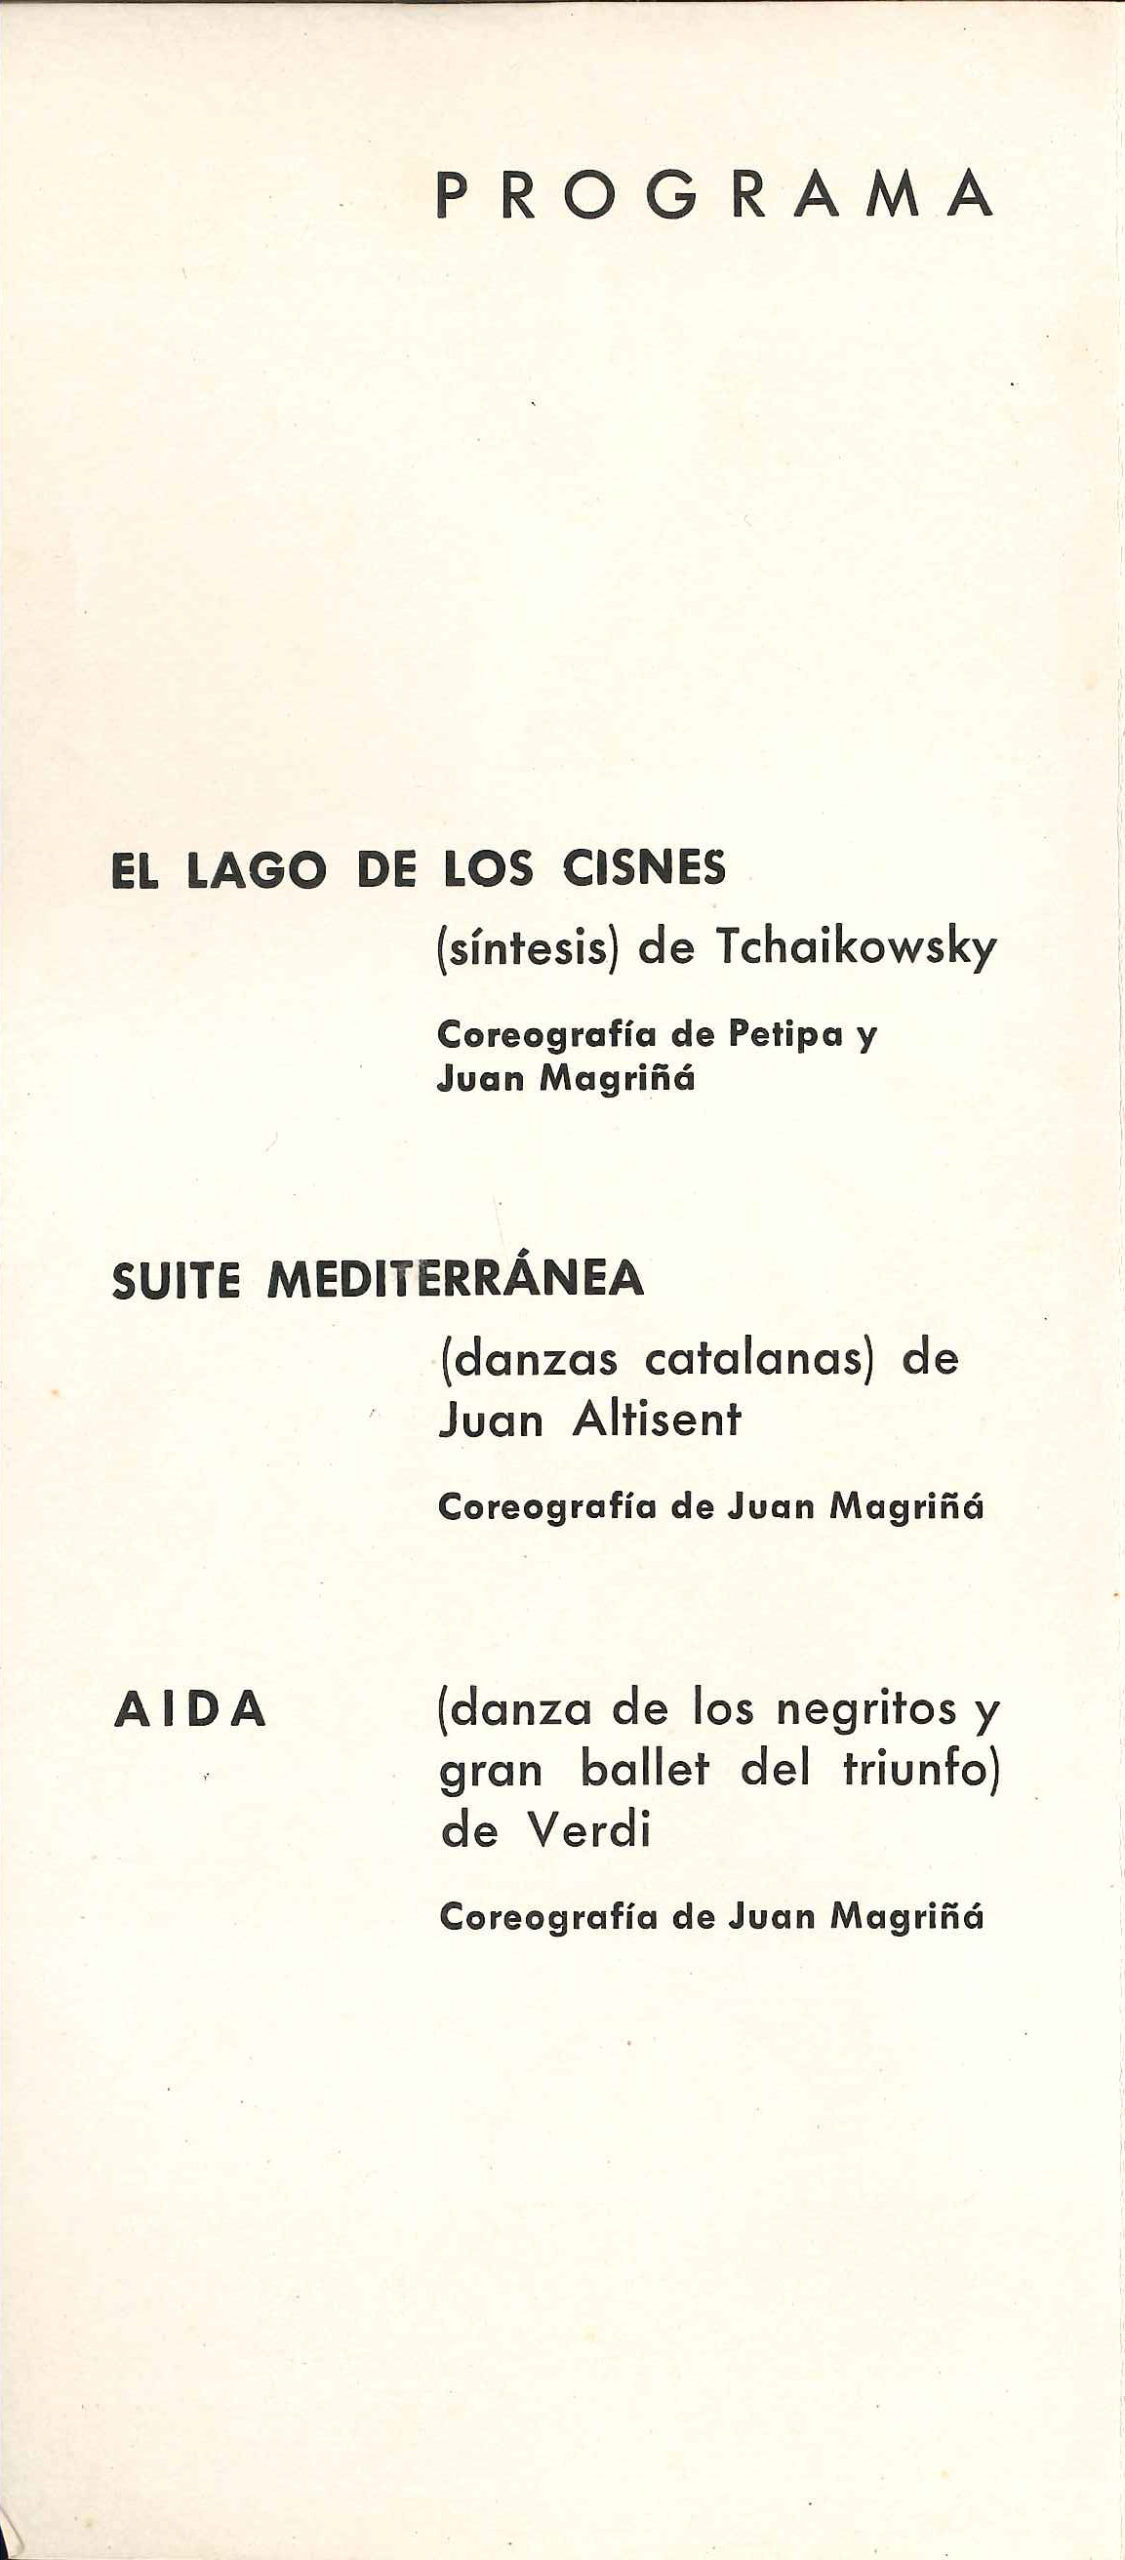 PROGRAMA
EL LAGO DE LOS CISNES
(síntesis) de Tchaikowsky
Coreografía de Petipa y
Juan Magriñá
SUITE MEDITERRÁNEA
(danzas catalanas) de
Juan Altisent
Coreografía de Juan Magriñá
AIDA (danza de los negritos y
gran ballet del triunfo)
de Verdi
Coreografía de Juan Magriñá